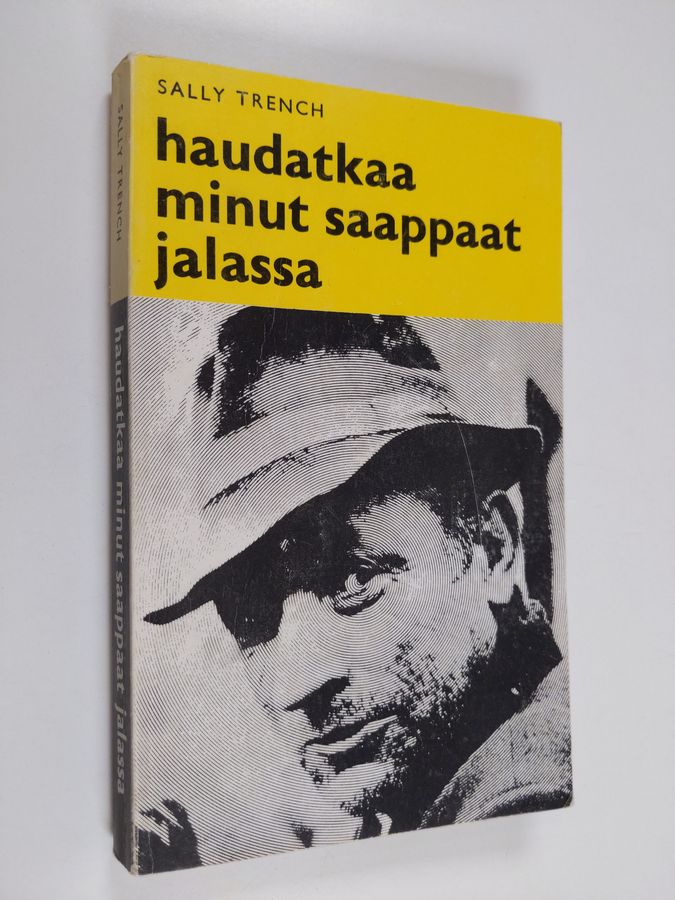 SALLY TRENCH
haudatkaa
minut saappaat
jalassa
SALLY TRENCH
haudatkaa minut saappaat jalassa